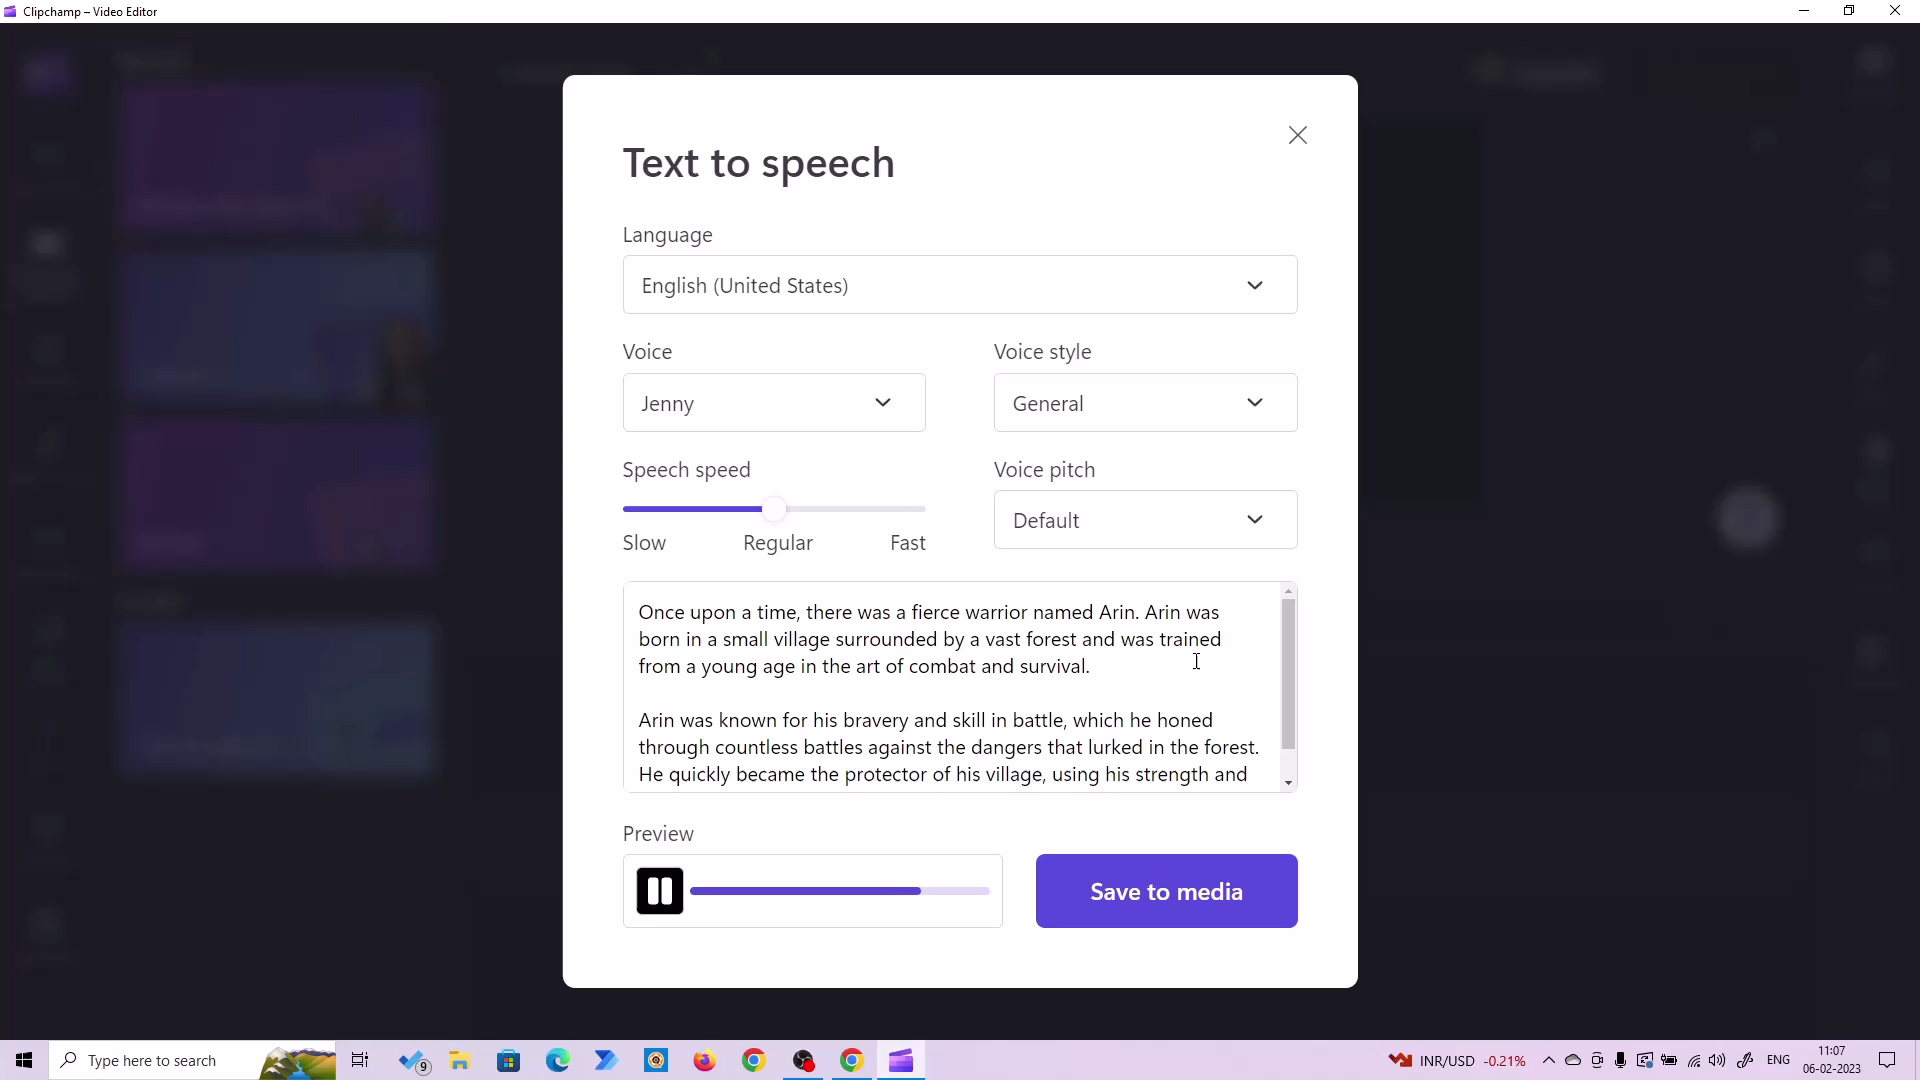 Clipchamp – Video Editor
Text to speech
Language
English (United States)
Voice
Voice style
Jenny
General
Speech speed
Voice pitch
Default
Slow
Regular
Fast
Once upon a time, there was a fierce warrior named Arin. Arin was
born in a small village surrounded by a vast forest and was trained
from a young age in the art of combat and survival.
Arin was known for his bravery and skill in battle, which he honed
through countless battles against the dangers that lurked in the forest.
He quickly became the protector of his village, using his strength and
Preview
Save to media
Type here to search
9
INR/USD -0.21%
ENG
11:07
06-02-2023